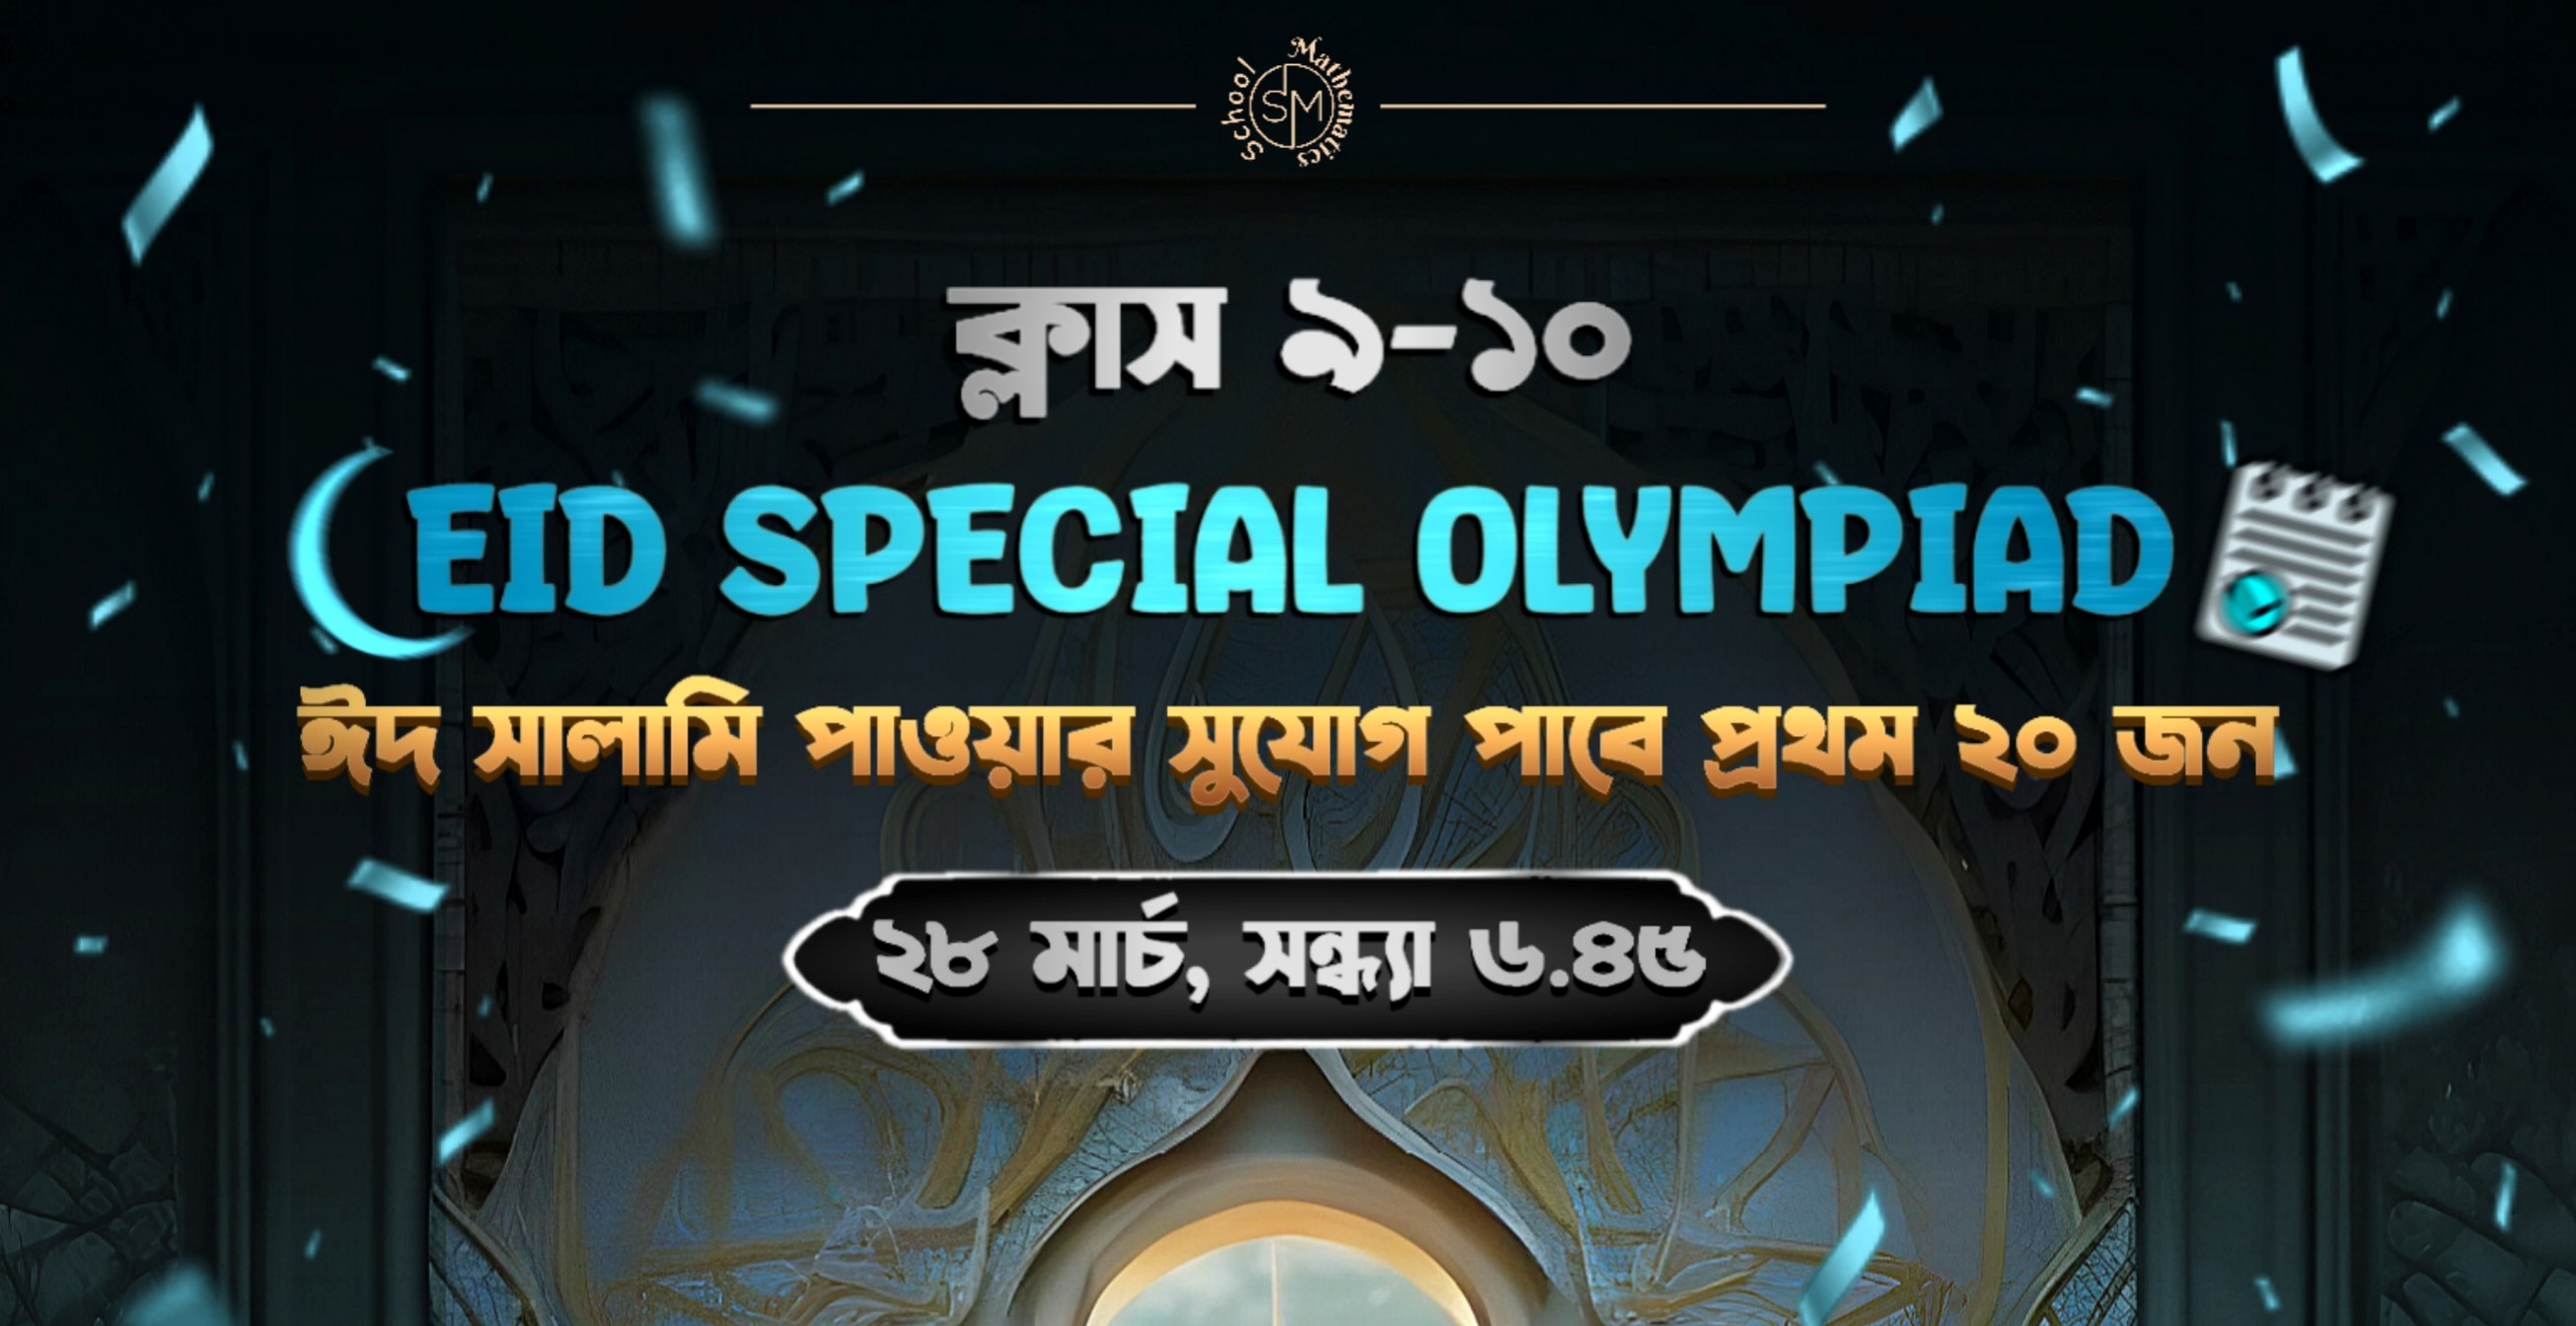 School Mathematics
SM
ক্লাস ৯-১০
EID SPECIAL OLYMPIAD
ঈদ সালামি পাওয়ার সুযোগ পাবে প্রথম ২০ জন
২৮ মার্চ, সন্ধ্যা ৬.৪৫